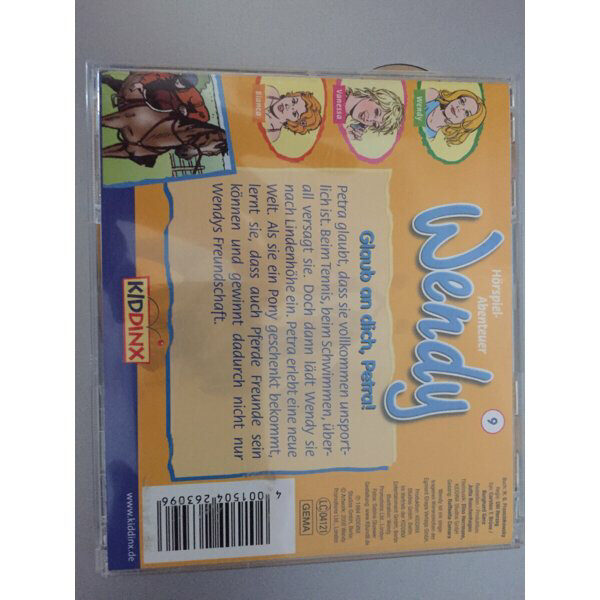 Hörspiel-
Abenteuer
9
Wendy
Wendy
Vanessa
Bianca
Glaub an dich, Petra!
Petra glaubt, dass sie vollkommen unsport-
lich ist. Beim Tennis, beim Schwimmen, über-
all versagt sie. Doch dann lädt Wendy sie
nach Lindenhöhe ein. Petra erlebt eine neue
Welt. Als sie ein Pony geschenkt bekommt,
lernt sie, dass auch Pferde Freunde sein
können und gewinnt dadurch nicht nur
Wendys Freundschaft.
KIDDINX
LC 0421
GEMA
4 001504 263096
www.kiddinx.de